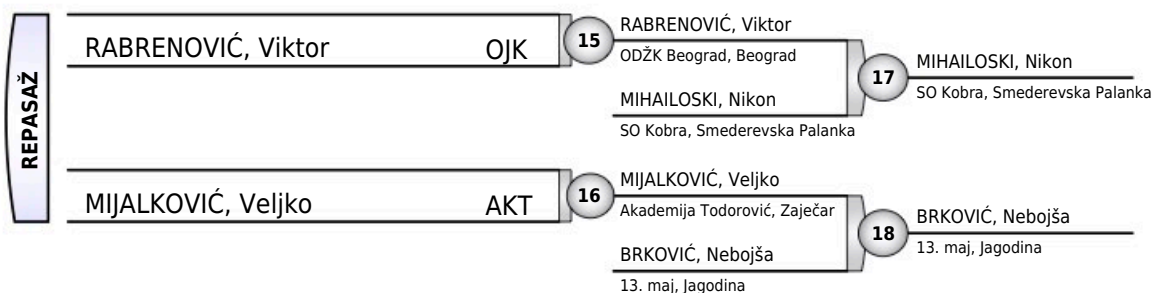 REPASAŽ
RABRENOVIĆ, Viktor OJK
15
RABRENOVIĆ, Viktor
ODŽK Beograd, Beograd
MIHAILOSKI, Nikon
SO Kobra, Smederevska Palanka
17
MIHAILOSKI, Nikon
SO Kobra, Smederevska Palanka
MIJALKOVIĆ, Veljko AKT
16
MIJALKOVIĆ, Veljko
Akademija Todorović, Zaječar
BRKOVIĆ, Nebojša
13. maj, Jagodina
18
BRKOVIĆ, Nebojša
13. maj, Jagodina